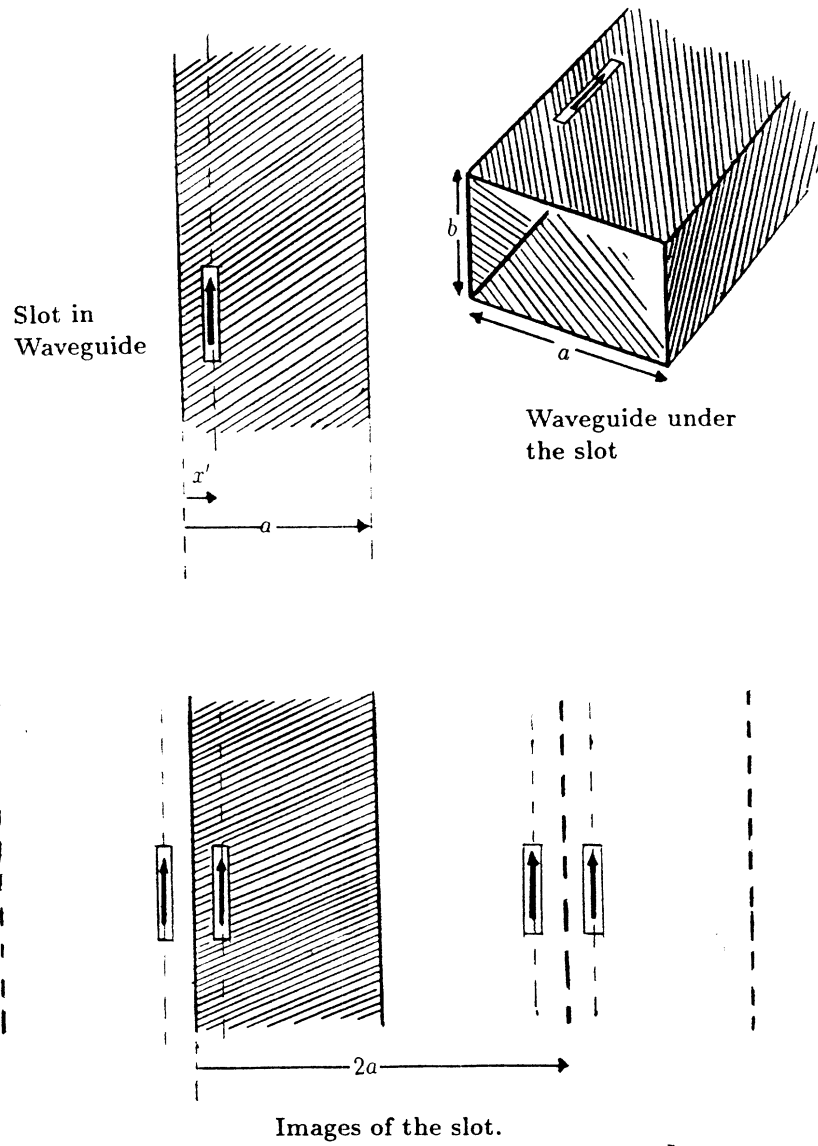 b
a
Slot in
Waveguide
Waveguide under
the slot
x′
a
2a
Images of the slot.